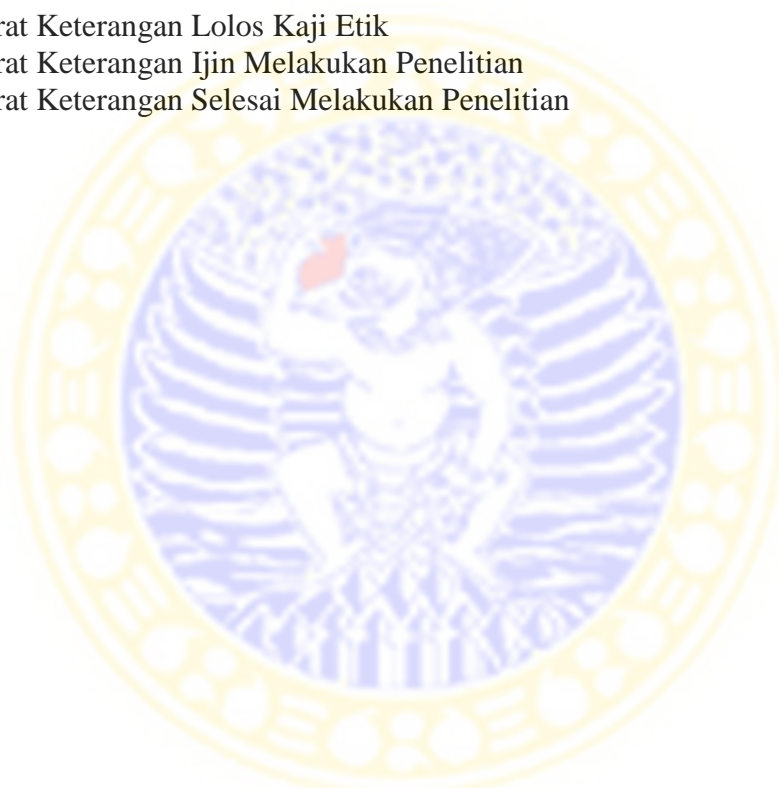 rat Keterangan Lolos Kaji Etik
rat Keterangan Ijin Melakukan Penelitian
rat Keterangan Selesai Melakukan Penelitian